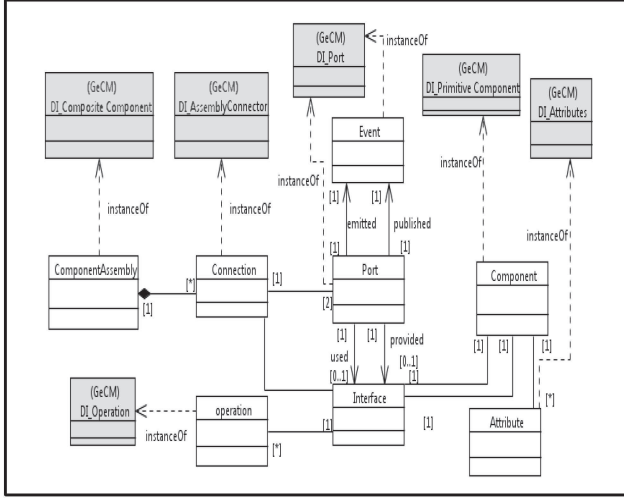 (GeCM)
DI_Port
instanceOf
(GeCM)
DI_Composite Component
(GeCM)
DI_AssemblyConnector
(GeCM)
DI_Primitive Component
(GeCM)
DI_Attributes
Event
instanceOf
instanceOf
instanceOf
[1]
[1]
emitted
published
instanceOf
[1]
[1]
ComponentAssembly
Connection
Port
Component
[*]
[1]
[1]
[2]
[1]
[1]
used
provided
[0..1]
[0..1]
[1]
[1]
[1]
[1]
(GeCM)
DI_Operation
instanceOf
operation
[*]
[1]
Interface
[1]
[*]
Attribute